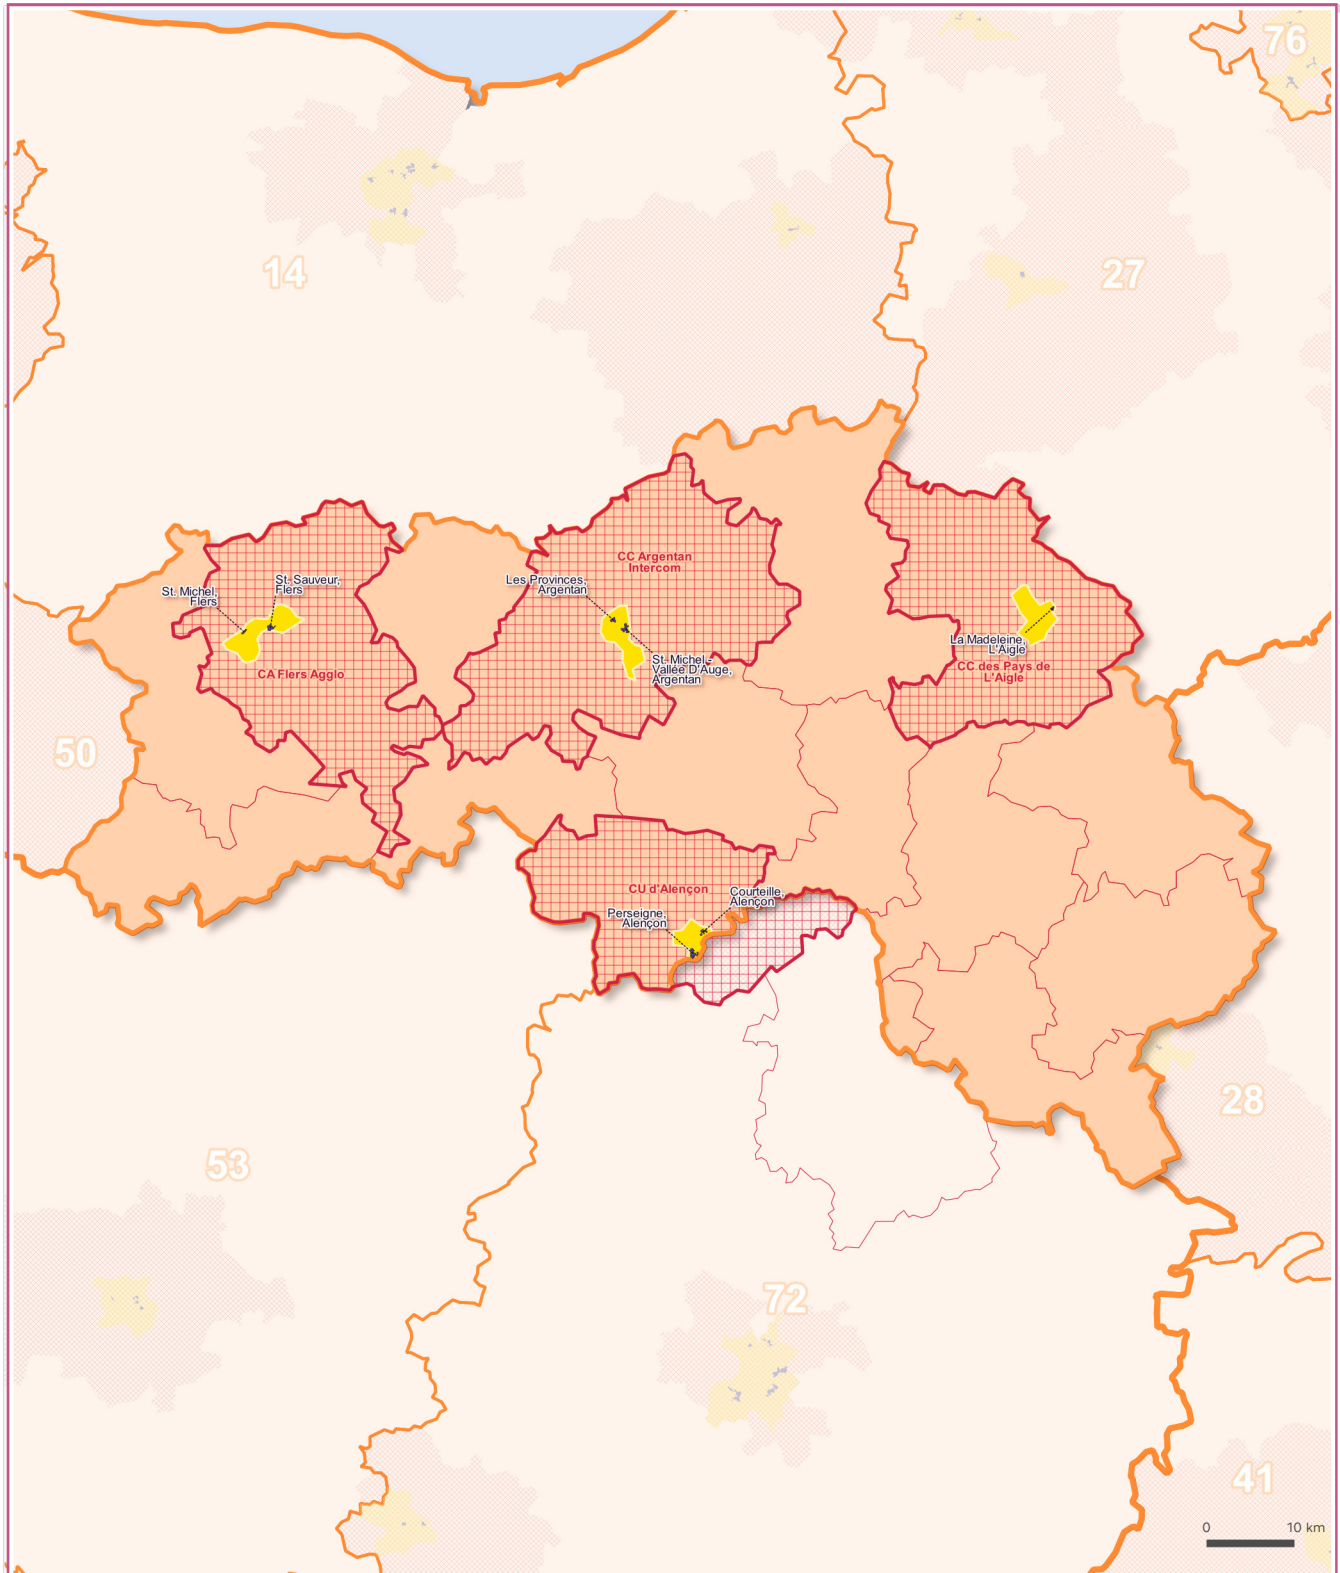 76
14
27
CC Argentan
Intercom
St. Sauveur,
Flers
St. Michel,
Flers
Les Provinces,
Argentan
La Madeleine,
L'Aigle
St. Michel -
Vallée D'Auge,
Argentan
CA Flers Agglo
CC des Pays de
L'Aigle
50
CU d'Alençon
Courteille,
Alençon
Perseigne,
Alençon
28
53
72
41
0 10 km